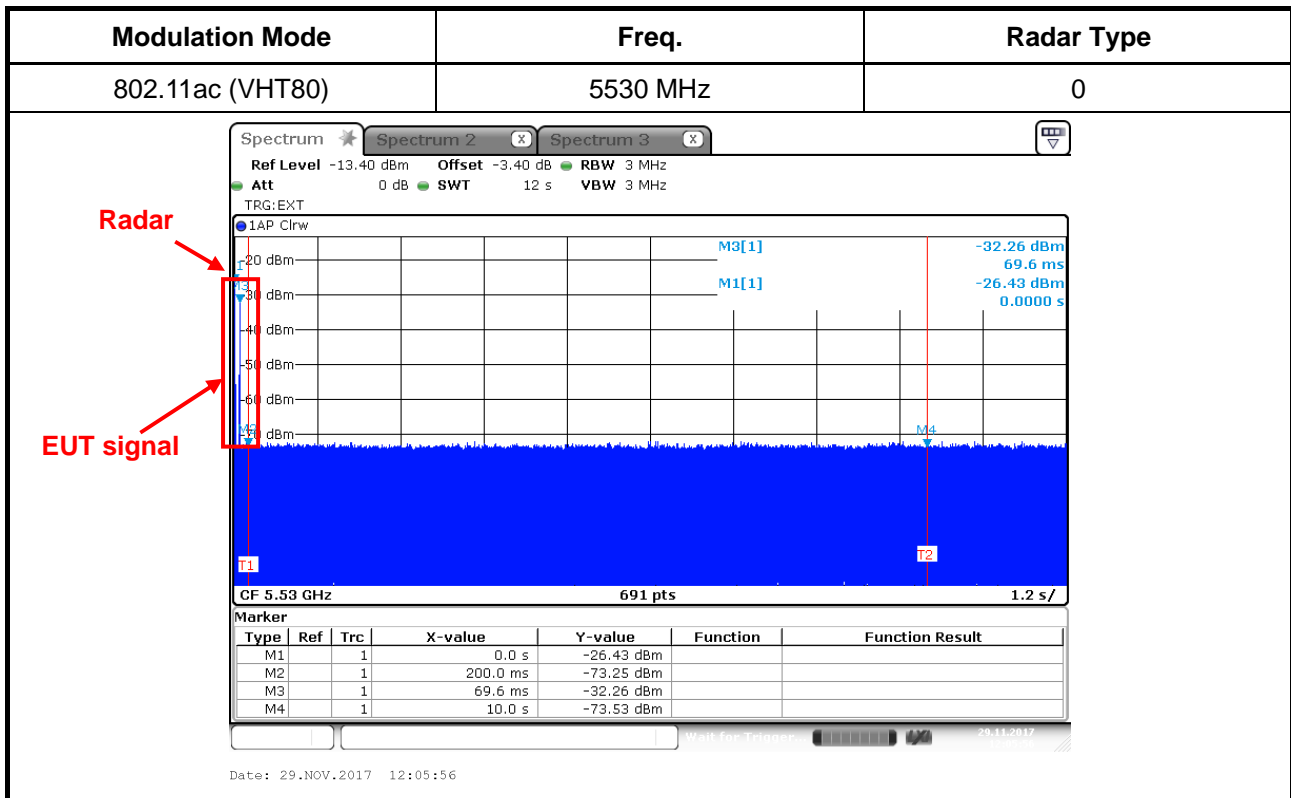 Modulation Mode Freq. Radar Type
802.11ac (VHT80) 5530 MHz 0
Spectrum Spectrum 2 X Spectrum 3 X
Ref Level -13.40 dBm Offset -3.40 dB RBW 3 MHz
Att 0 dB SWT 12 s VBW 3 MHz
TRG:EXT
1AP Clrw
Radar
M3[1] -32.26 dBm
-20 dBm 69.6 ms
M1[1] -26.43 dBm
M3 -30 dBm 0.0000 s
-40 dBm
-50 dBm
-60 dBm
M2 -70 dBm M4
EUT signal
T1 T2
CF 5.53 GHz 691 pts 1.2 s/
Marker
Type Ref Trc X-value Y-value Function Function Result
M1 1 0.0 s -26.43 dBm
M2 1 200.0 ms -73.25 dBm
M3 1 69.6 ms -32.26 dBm
M4 1 10.0 s -73.53 dBm
Wait for Trigger... 29.11.2017
Date: 29.NOV.2017 12:05:56